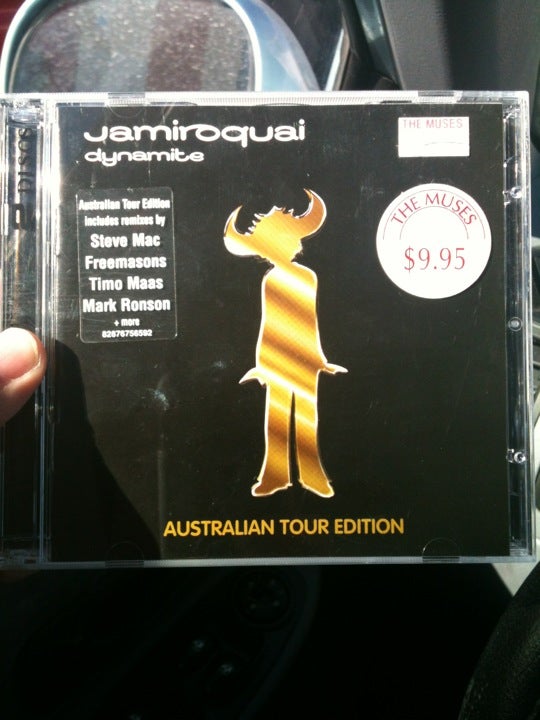 2 DISCS
Jamiroquai
dynamite
THE MUSES
THE MUSES
$9.95
Australian Tour Edition
includes remixes by
Steve Mac
Freemasons
Timo Maas
Mark Ronson
+ more
82876756592
AUSTRALIAN TOUR EDITION